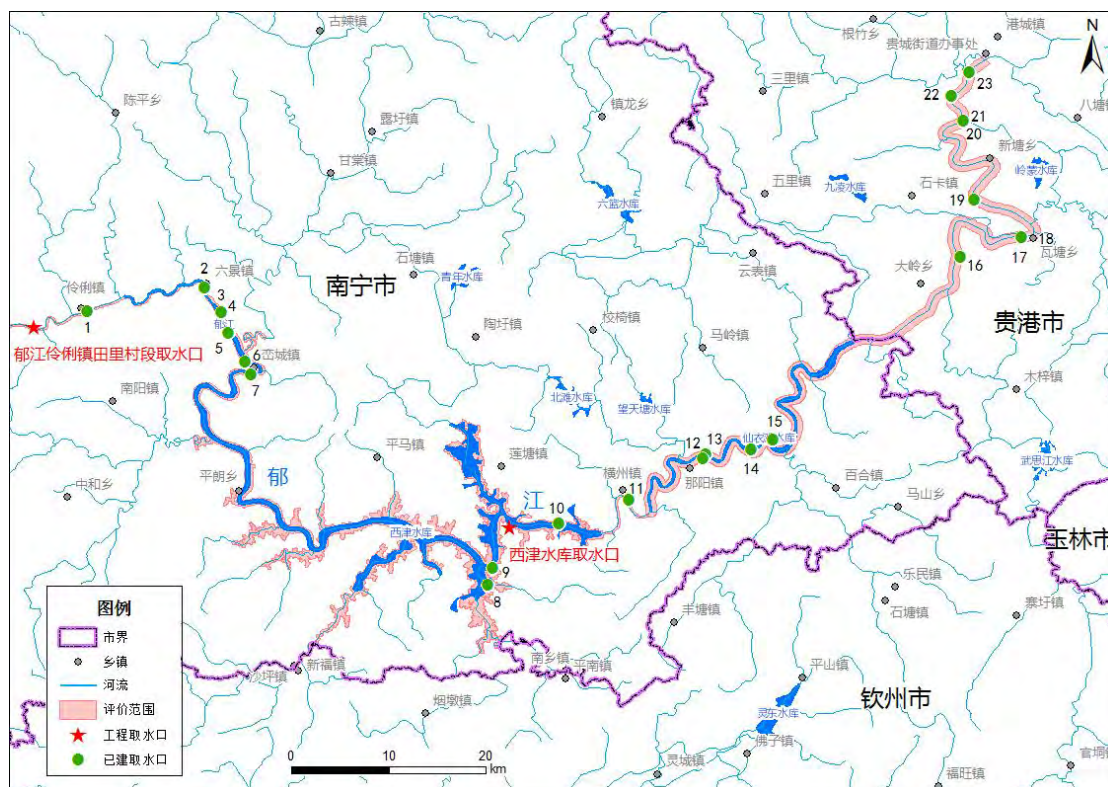 古辣镇
根竹乡
港城镇
贵城街道办事处
N
陈平乡
露圩镇
镇龙乡
三里镇
23
22
八塘
21
20
甘棠镇
新塘乡
岭蒙水库
五里镇
九凌水库
石卡镇
六蓝水库
19
18
17
瓦塘乡
2
六景镇
石塘镇
南宁市
青年水库
云表镇
16
大岭乡
伶俐镇
3
4
1
郁江
郁江伶俐镇田里村段取水口
5
陶圩镇
校椅镇
马岭镇
贵港市
6
峦城镇
7
南阳镇
北滩水库
望天塘水库
木梓镇
平马镇
莲塘镇
12
13
15
14
那阳镇
武思江水库
中和乡
平朗乡
郁
江
横州镇
11
百合镇
马山乡
10
西津水库
西津水库取水口
玉林市
9
8
乐民镇
石塘镇
寨圩镇
丰塘镇
图例
市界
乡镇
河流
评价范围
工程取水口
已建取水口
沙坪镇
新福镇
南乡镇
平南镇
平山镇
烟墩镇
钦州市
灵东水库
佛子镇
灵城镇
福旺镇
官垌镇
0
10
20
km